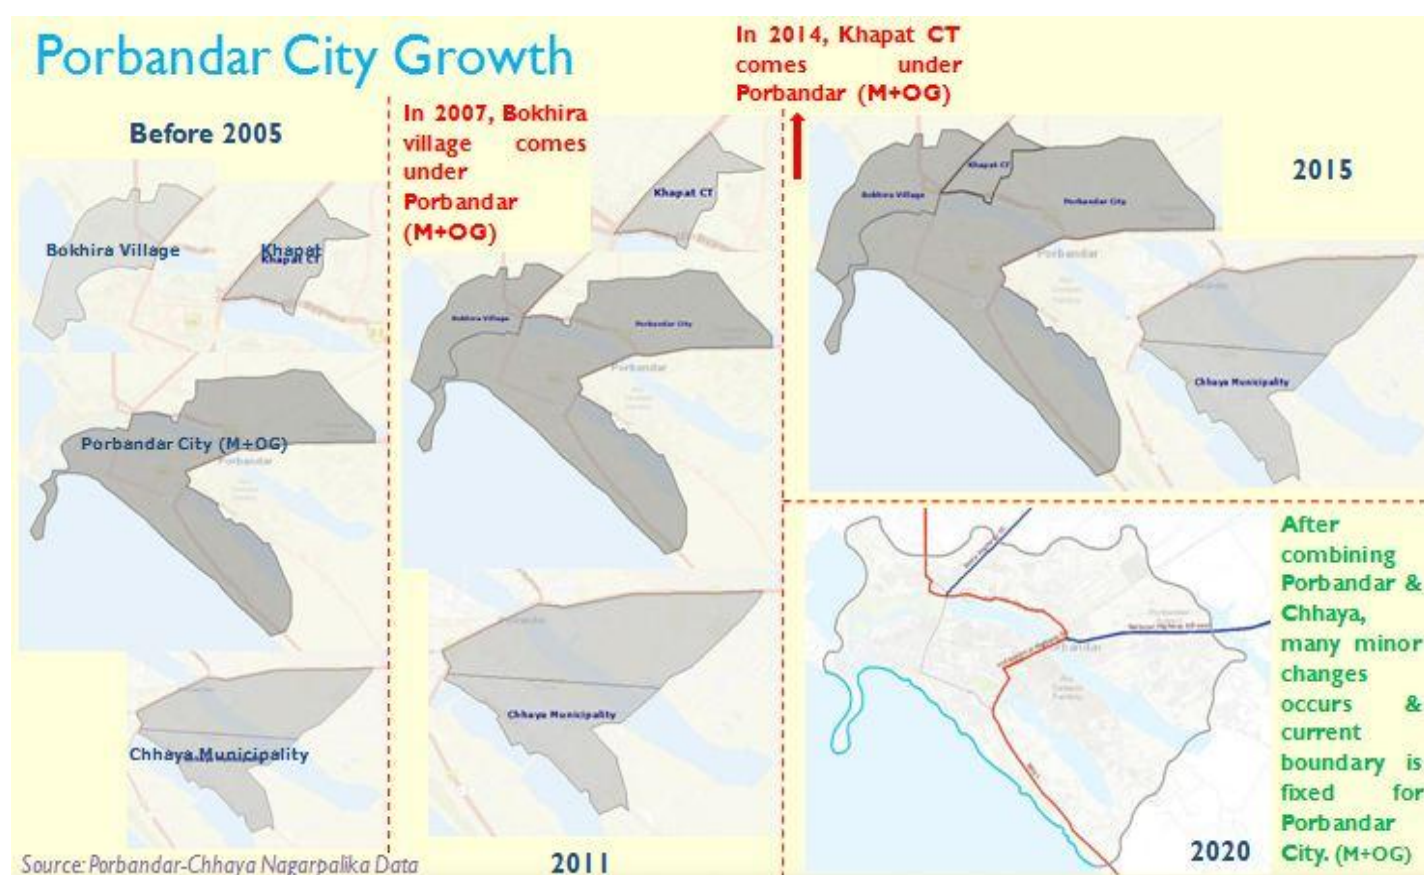 Porbandar City Growth
Before 2005
Bokhira Village
Khapat
Khapat CT
Porbandar City (M+OG)
Porbandar
Chhaya Municipality
Source: Porbandar-Chhaya Nagarpalika Data
In 2007, Bokhira
village comes
under
Porbandar
(M+OG)
Khapat CT
Bokhira Village
Porbandar City
Porbandar
Chhaya Municipality
2011
In 2014, Khapat CT
comes under
Porbandar (M+OG)
2015
Khapat CT
Bokhira Village
Porbandar City
Porbandar
Chhaya Municipality
After
combining
Porbandar &
Chhaya,
many minor
changes
occurs &
current
boundary is
fixed for
Porbandar
City. (M+OG)
2020